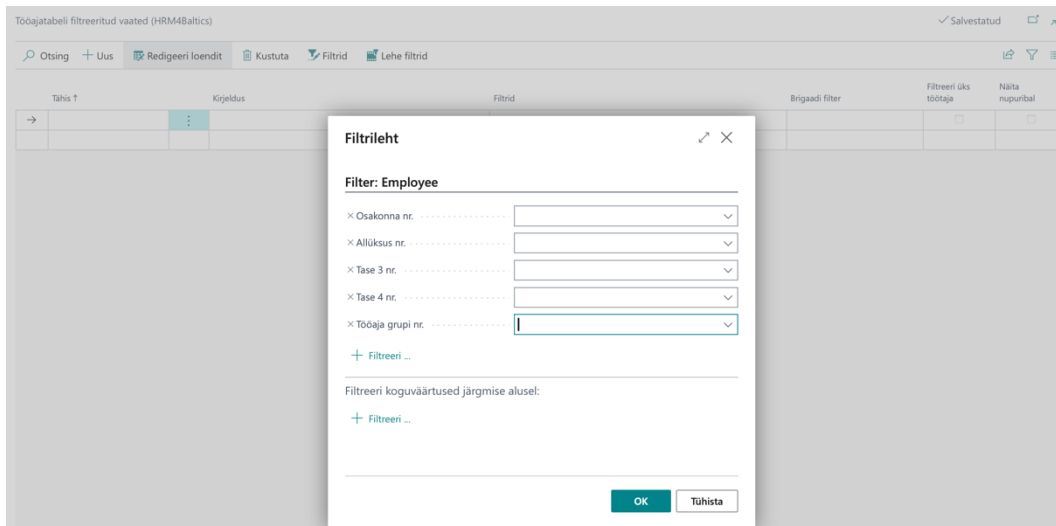 Tööajatabeli filtreeritud vaated (HRM4Baltics)
Salvestatud
Otsing
Uus
Redigeeri loendit
Kustuta
Filtrid
Lehe filtrid
Tähis ↑
Kirjeldus
Filtrid
Brigaadi filter
Filtreeri üks
töötaja
Näita
nupuribal
Filtrileht
Filter: Employee
Osakonna nr.
Allüksus nr.
Tase 3 nr.
Tase 4 nr.
Tööaja grupi nr.
Filtreeri ...
Filtreeri koguväärtused järgmise alusel:
Filtreeri ...
OK
Tühista